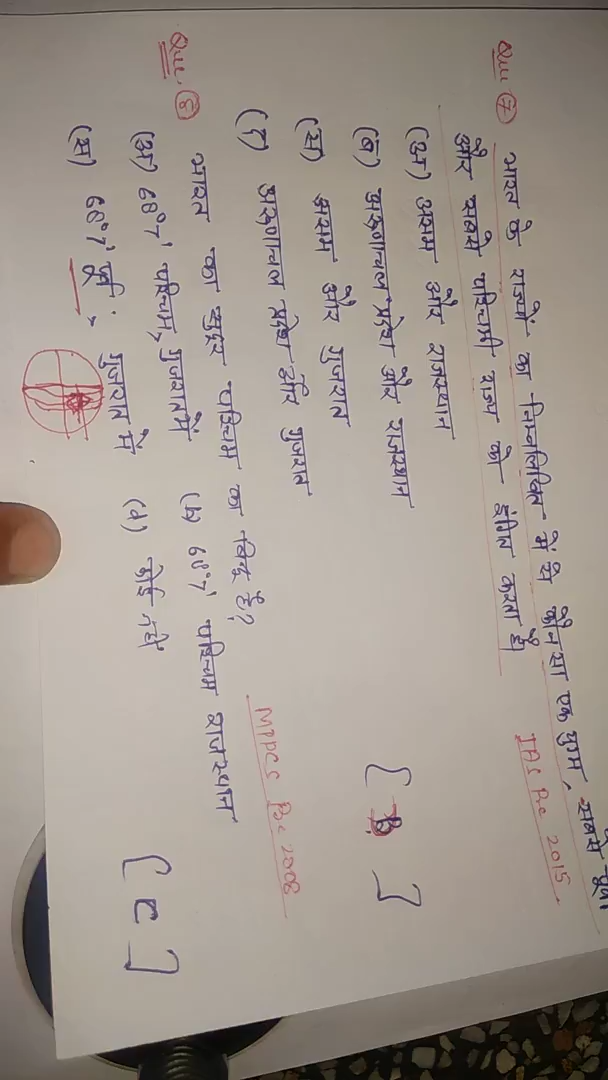 Que. ⑦ भारत के राज्यों का निम्नलिखित में से कौनसा एक युग्म, सबसे पूर्वी
और सबसे पश्चिमी राज्य को इंगित करता है।
IAS Pre 2015
(अ) असम और राजस्थान
(ब) अरुणाचल प्रदेश और राजस्थान
(स) असम और गुजरात
(द) अरुणाचल प्रदेश और गुजरात
[ B ]
Que. ⑧ भारत का सुदूर पश्चिम का बिन्दु है?
MPPCS Pre 2008
(अ) 68°7' पश्चिम, गुजरात में (b) 68°7' पश्चिम राजस्थान
(स) 68°7' पूर्व, गुजरात में (d) कोई नही
[ C ]